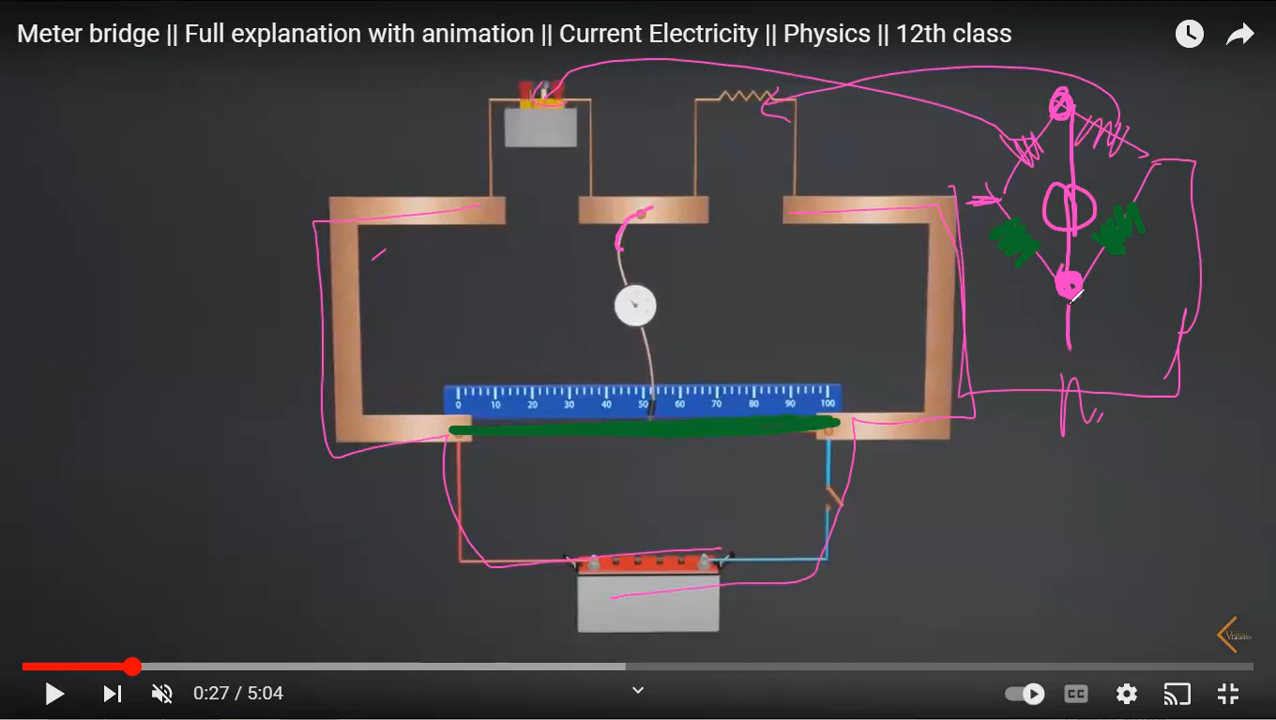 Meter bridge || Full explanation with animation || Current Electricity || Physics || 12th class
0 10 20 30 40 50 60 70 80 90 100
0:27 / 5:04
CC